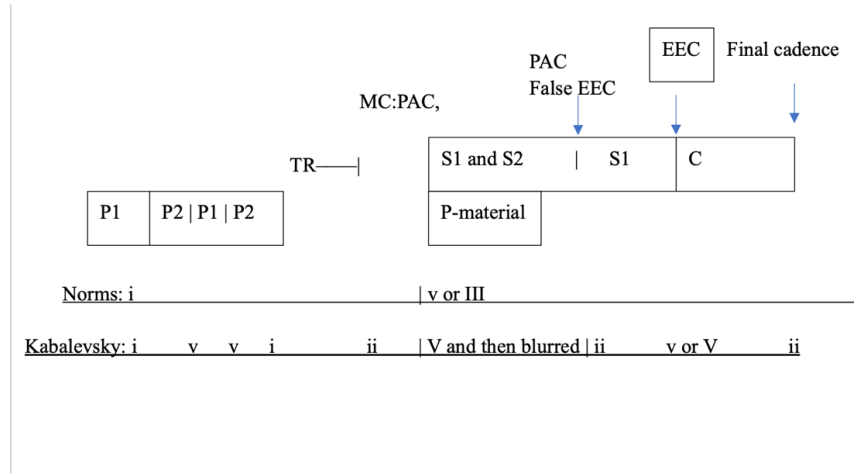 EEC
Final cadence
PAC
False EEC
MC:PAC,
TR——|
S1 and S2 | S1
C
P1
P2 | P1 | P2
P-material
Norms: i | v or III
Kabalevsky: i v v i ii | V and then blurred | ii v or V ii